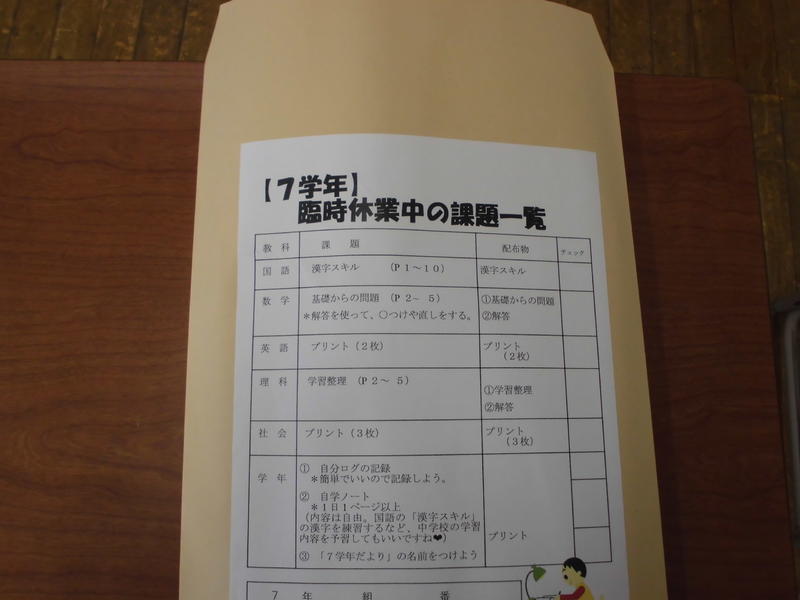 【7学年】
臨時休業中の課題一覧
教科 課題 配布物 チェック
国語 漢字スキル (P1~10) 漢字スキル
数学 基礎からの問題 (P2~5) ①基礎からの問題
*解答を使って、○つけや直しをする。 ②解答
英語 プリント(2枚) プリント
(2枚)
理科 学習整理 (P2~5) ①学習整理
②解答
社会 プリント(3枚) プリント
(3枚)
学年 ① 自分ログの記録
*簡単でいいので記録しよう。
② 自学ノート
*1日1ページ以上
(内容は自由。国語の「漢字スキル」
の漢字を練習するなど、中学校の学習
内容を予習してもいいですね❤) プリント
③ 「7学年だより」の名前をつけよう
7 年 組 番